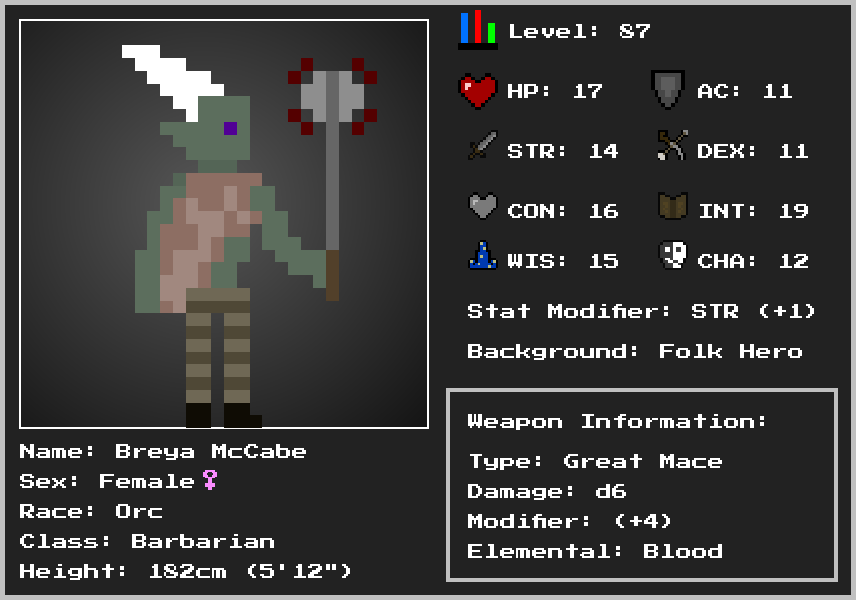 Level: 87
HP: 17
AC: 11
STR: 14
DEX: 11
CON: 16
INT: 19
WIS: 15
CHA: 12
Stat Modifier: STR (+1)
Background: Folk Hero
Weapon Information:
Type: Great Mace
Damage: d6
Modifier: (+4)
Elemental: Blood
Name: Breya McCabe
Sex: Female♀
Race: Orc
Class: Barbarian
Height: 182cm (5'12")